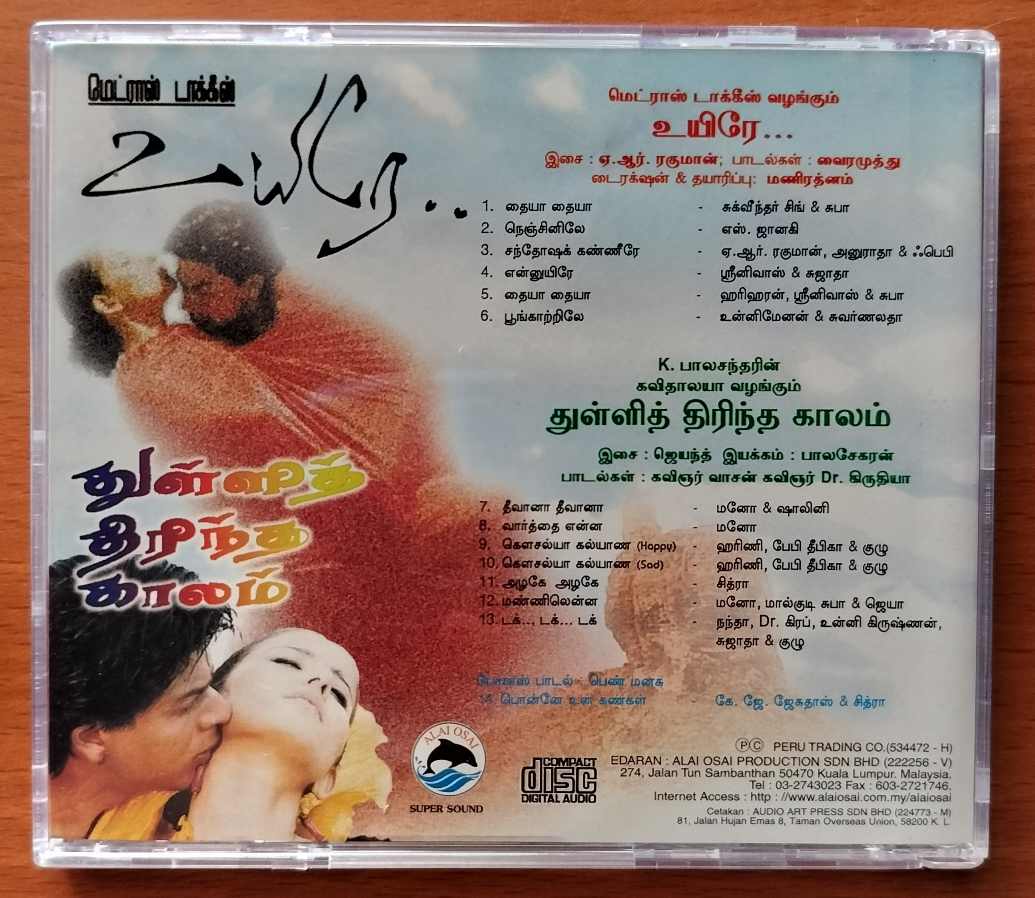 மெட்ராஸ் டாக்கீஸ்
உயிரே..
துள்ளித்
திரிந்த
காலம்
மெட்ராஸ் டாக்கீஸ் வழங்கும்
உயிரே...
இசை : ஏ.ஆர். ரகுமான்; பாடல்கள் : வைரமுத்து
டைரக்ஷன் & தயாரிப்பு: மணிரத்னம்
1. தையா தையா - சுக்வீந்தர் சிங் & சுபா
2. நெஞ்சினிலே - எஸ். ஜானகி
3. சந்தோஷக் கண்ணீரே - ஏ.ஆர். ரகுமான், அனுராதா & ஃபெபி
4. என்னுயிரே - ஸ்ரீனிவாஸ் & சுஜாதா
5. தையா தையா - ஹரிஹரன், ஸ்ரீனிவாஸ் & சுபா
6. பூங்காற்றிலே - உன்னிமேனன் & சுவர்ணலதா
K. பாலசந்தரின்
கவிதாலயா வழங்கும்
துள்ளித் திரிந்த காலம்
இசை : ஜெயந்த் இயக்கம் : பாலசேகரன்
பாடல்கள் : கவிஞர் வாசன் கவிஞர் Dr. கிருதியா
7. தீவானா தீவானா - மனோ & ஷாலினி
8. வார்த்தை என்ன - மனோ
9. கௌசல்யா கல்யாண (Happy) - ஹரிணி, பேபி தீபிகா & குழு
10. கௌசல்யா கல்யாண (Sad) - ஹரிணி, பேபி தீபிகா & குழு
11. அழகே அழகே - சித்ரா
12. மண்ணிலென்ன - மனோ, மால்குடி சுபா & ஜெயா
13. டக்.., டக்... டக் - நந்தா, Dr. கிரப், உன்னி கிருஷ்ணன், சுஜாதா & குழு
போனஸ் பாடல் : பெண் மனசு
14. பொன்னே உன் கண்கள் - கே. ஜே. ஜேசுதாஸ் & சித்ரா
ALAI OSAI
SUPER SOUND
COMPACT
disc
DIGITAL AUDIO
Ⓟ© PERU TRADING CO.(534472 - H)
EDARAN : ALAI OSAI PRODUCTION SDN BHD (222256 - V)
274, Jalan Tun Sambanthan 50470 Kuala Lumpur. Malaysia.
Tel : 03-2743023 Fax : 603-2721746.
Internet Access : http : //www.alaiosai.com.my/alaiosai
Cetakan : AUDIO ART PRESS SDN BHD (224773 - M)
81, Jalan Hujan Emas 8, Taman Overseas Union, 58200 K. L.